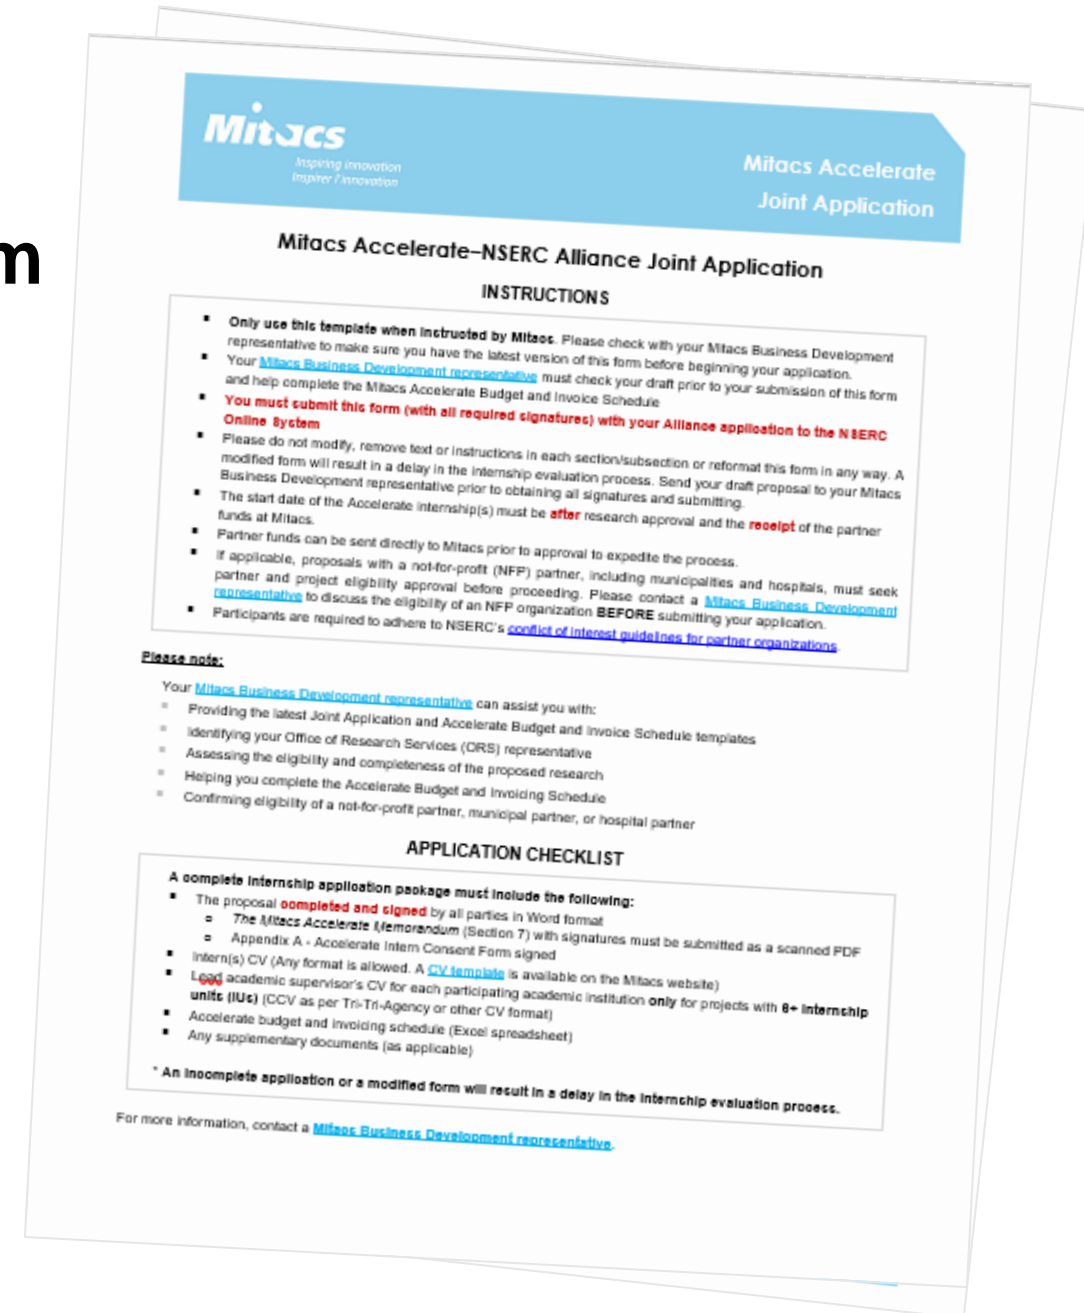 m
Mitacs
Inspiring innovation
Inspirer l'innovation
Mitacs Accelerate
Joint Application
Mitacs Accelerate–NSERC Alliance Joint Application
INSTRUCTIONS
▪ Only use this template when instructed by Mitacs. Please check with your Mitacs Business Development
representative to make sure you have the latest version of this form before beginning your application.
▪ Your Mitacs Business Development representative must check your draft prior to your submission of this form
and help complete the Mitacs Accelerate Budget and Invoice Schedule
▪ You must submit this form (with all required signatures) with your Alliance application to the NSERC
Online System
▪ Please do not modify, remove text or instructions in each section/subsection or reformat this form in any way. A
modified form will result in a delay in the internship evaluation process. Send your draft proposal to your Mitacs
Business Development representative prior to obtaining all signatures and submitting.
▪ The start date of the Accelerate internship(s) must be after research approval and the receipt of the partner
funds at Mitacs.
▪ Partner funds can be sent directly to Mitacs prior to approval to expedite the process.
▪ If applicable, proposals with a not-for-profit (NFP) partner, including municipalities and hospitals, must seek
partner and project eligibility approval before proceeding. Please contact a Mitacs Business Development
representative to discuss the eligibility of an NFP organization BEFORE submitting your application.
▪ Participants are required to adhere to NSERC's conflict of interest guidelines for partner organizations.
Please note:
Your Mitacs Business Development representative can assist you with:
▪ Providing the latest Joint Application and Accelerate Budget and Invoice Schedule templates
▪ Identifying your Office of Research Services (ORS) representative
▪ Assessing the eligibility and completeness of the proposed research
▪ Helping you complete the Accelerate Budget and Invoicing Schedule
▪ Confirming eligibility of a not-for-profit partner, municipal partner, or hospital partner
APPLICATION CHECKLIST
A complete internship application package must include the following:
▪ The proposal completed and signed by all parties in Word format
o The Mitacs Accelerate Memorandum (Section 7) with signatures must be submitted as a scanned PDF
o Appendix A - Accelerate Intern Consent Form signed
▪ Intern(s) CV (Any format is allowed. A CV template is available on the Mitacs website)
▪ Lead academic supervisor's CV for each participating academic institution only for projects with 6+ internship
units (IUs) (CCV as per Tri-Tri-Agency or other CV format)
▪ Accelerate budget and invoicing schedule (Excel spreadsheet)
▪ Any supplementary documents (as applicable)
* An incomplete application or a modified form will result in a delay in the internship evaluation process.
For more information, contact a Mitacs Business Development representative.